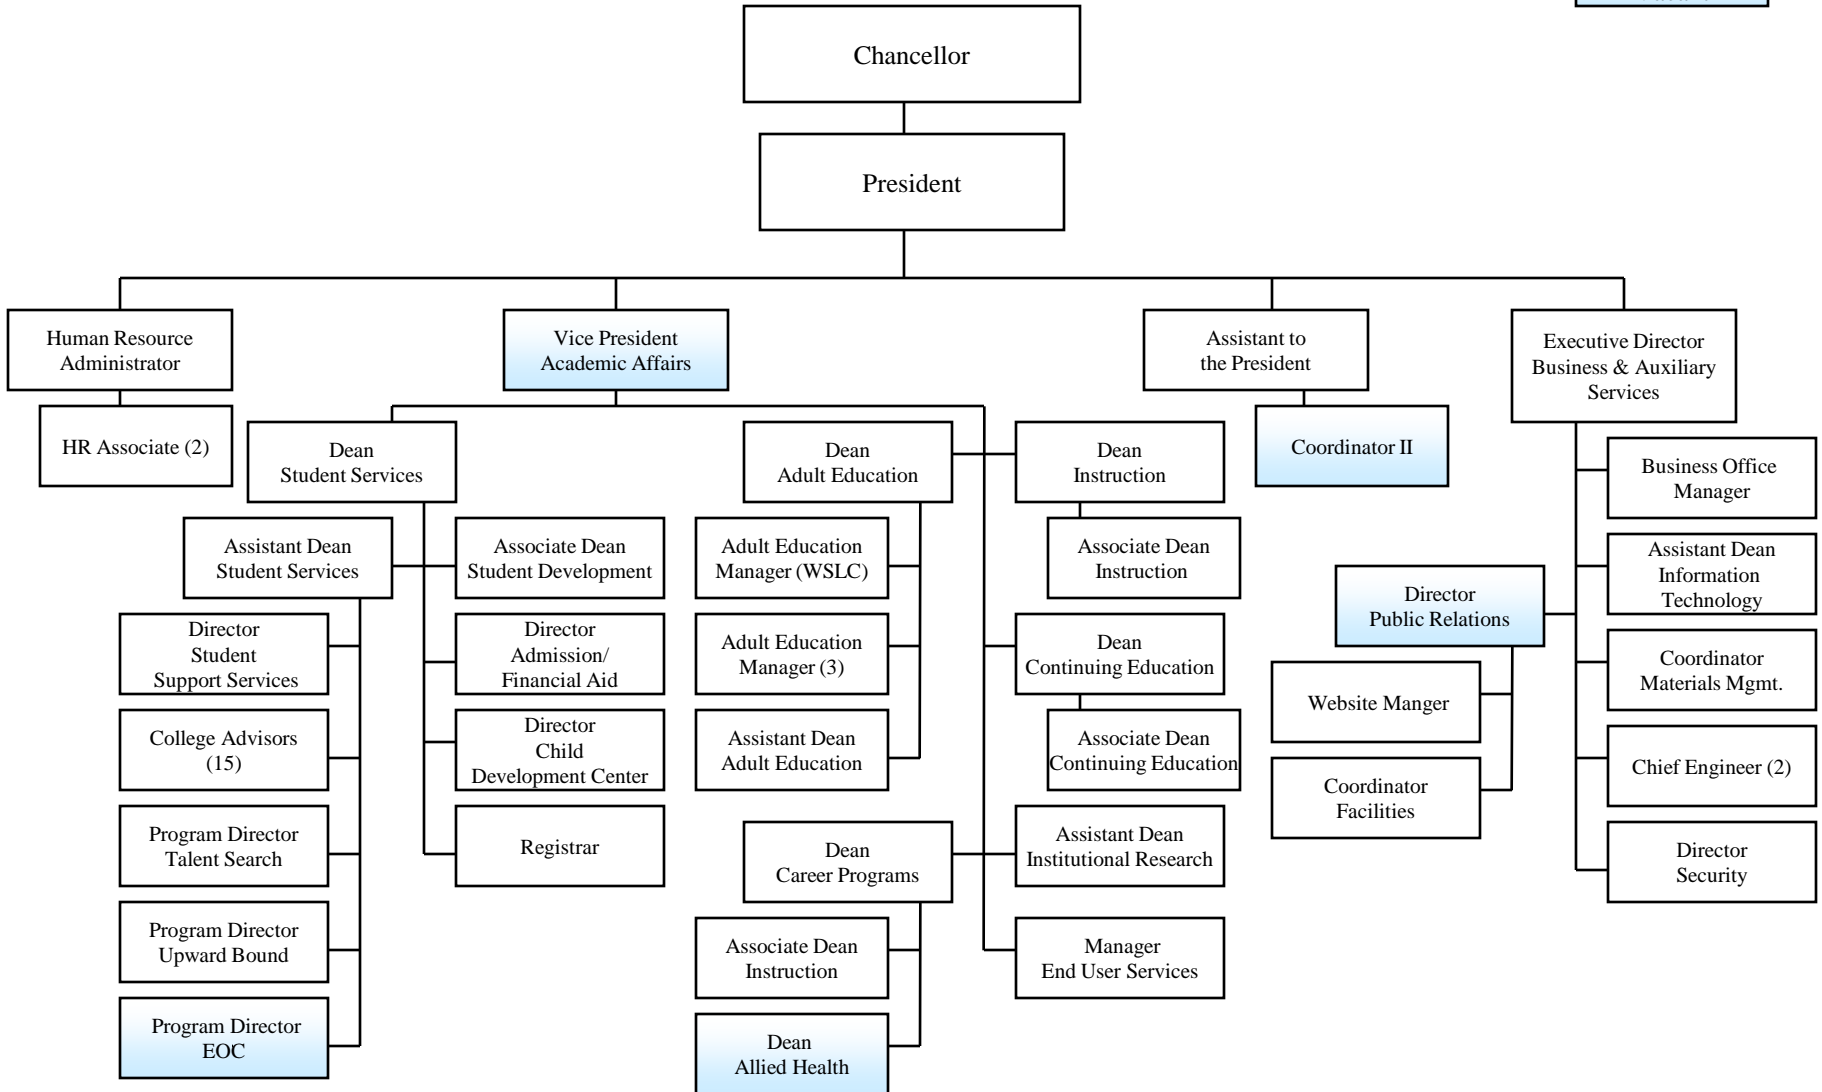 Chancellor
President
Human Resource
Administrator
HR Associate (2)
Vice President
Academic Affairs
Dean
Student Services
Assistant Dean
Student Services
Director
Student
Support Services
College Advisors
(15)
Program Director
Talent Search
Program Director
Upward Bound
Program Director
EOC
Associate Dean
Student Development
Director
Admission/
Financial Aid
Director
Child
Development Center
Registrar
Dean
Adult Education
Adult Education
Manager (WSLC)
Adult Education
Manager (3)
Assistant Dean
Adult Education
Dean
Career Programs
Associate Dean
Instruction
Dean
Allied Health
Dean
Instruction
Associate Dean
Instruction
Dean
Continuing Education
Associate Dean
Continuing Education
Assistant Dean
Institutional Research
Manager
End User Services
Assistant to
the President
Coordinator II
Executive Director
Business & Auxiliary
Services
Director
Public Relations
Website Manger
Coordinator
Facilities
Business Office
Manager
Assistant Dean
Information
Technology
Coordinator
Materials Mgmt.
Chief Engineer (2)
Director
Security